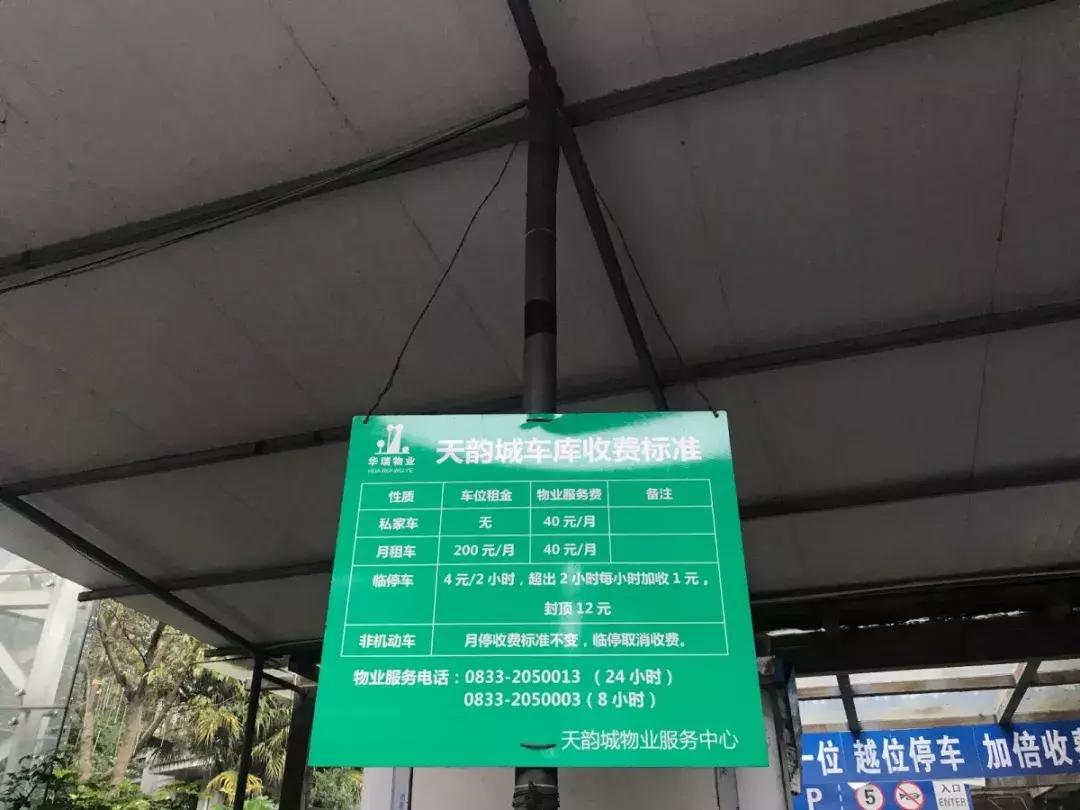 华瑞物业
HUA RUI WU YE
天韵城车库收费标准
性质 车位租金 物业服务费 备注
私家车 无 40元/月
月租车 200元/月 40元/月
临停车 4元/2小时，超出2小时每小时加收1元，
封顶12元
非机动车 月停收费标准不变，临停取消收费。
物业服务电话：0833-2050013 （24小时）
0833-2050003（8小时）
天韵城物业服务中心
一位 越位停车 加倍收费
P 5 入口
ENTER